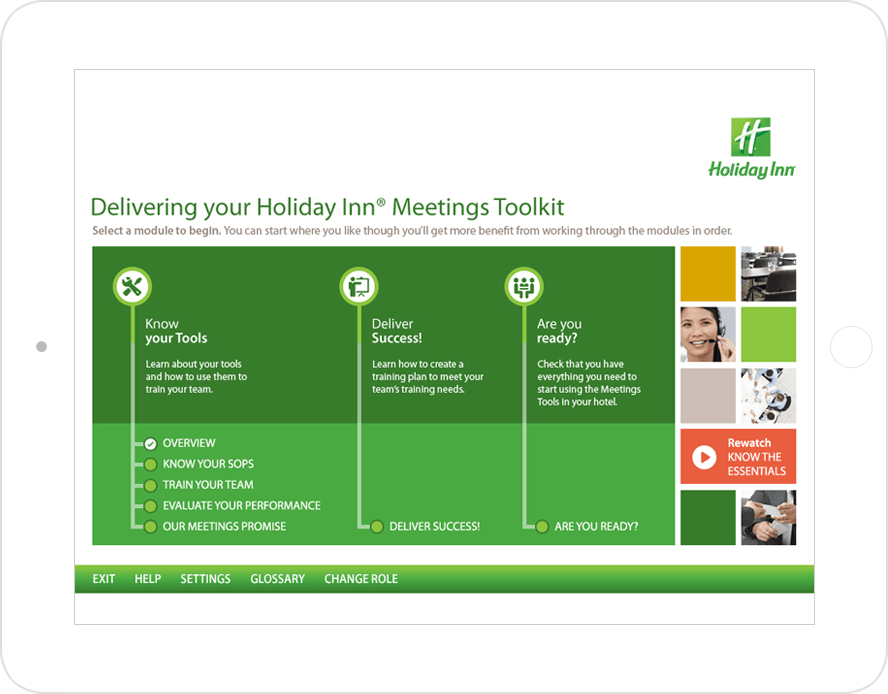 Holiday Inn
Delivering your Holiday Inn® Meetings Toolkit
Select a module to begin. You can start where you like though you'll get more benefit from working through the modules in order.
Know
your Tools
Learn about your tools
and how to use them to
train your team.
OVERVIEW
KNOW YOUR SOPS
TRAIN YOUR TEAM
EVALUATE YOUR PERFORMANCE
OUR MEETINGS PROMISE
Deliver
Success!
Learn how to create a
training plan to meet your
team's training needs.
DELIVER SUCCESS!
Are you
ready?
Check that you have
everything you need to
start using the Meetings
Tools in your hotel.
ARE YOU READY?
Rewatch
KNOW THE
ESSENTIALS
EXIT HELP SETTINGS GLOSSARY CHANGE ROLE